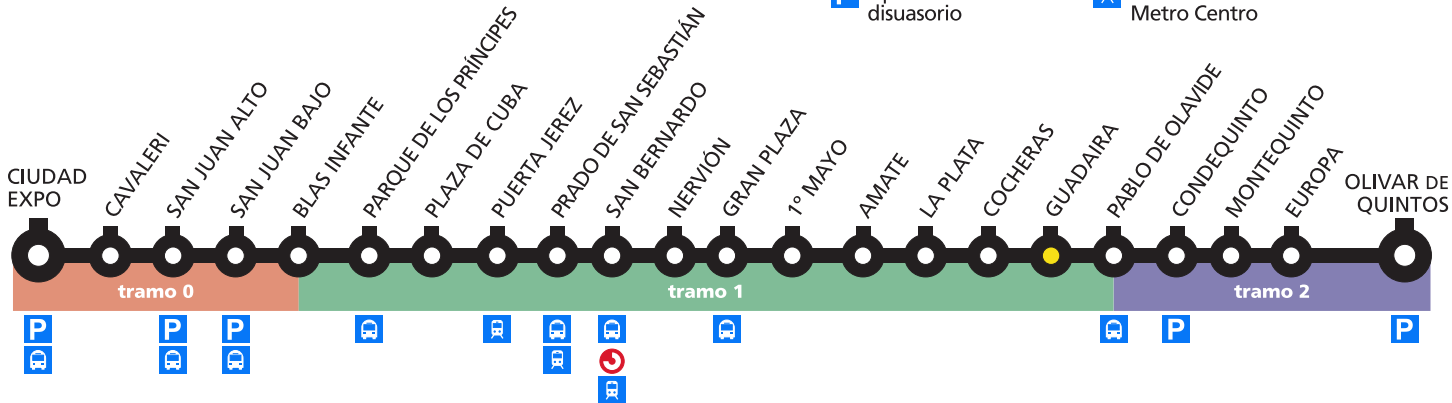 disuasorio
Metro Centro
CIUDAD
EXPO
CAVALERI
SAN JUAN ALTO
SAN JUAN BAJO
BLAS INFANTE
PARQUE DE LOS PRÍNCIPES
PLAZA DE CUBA
PUERTA JEREZ
PRADO DE SAN SEBASTIÁN
SAN BERNARDO
NERVIÓN
GRAN PLAZA
1º MAYO
AMATE
LA PLATA
COCHERAS
GUADAIRA
PABLO DE OLAVIDE
CONDEQUINTO
MONTEQUINTO
EUROPA
OLIVAR DE
QUINTOS
tramo 0
tramo 1
tramo 2
P
P
P
P
P